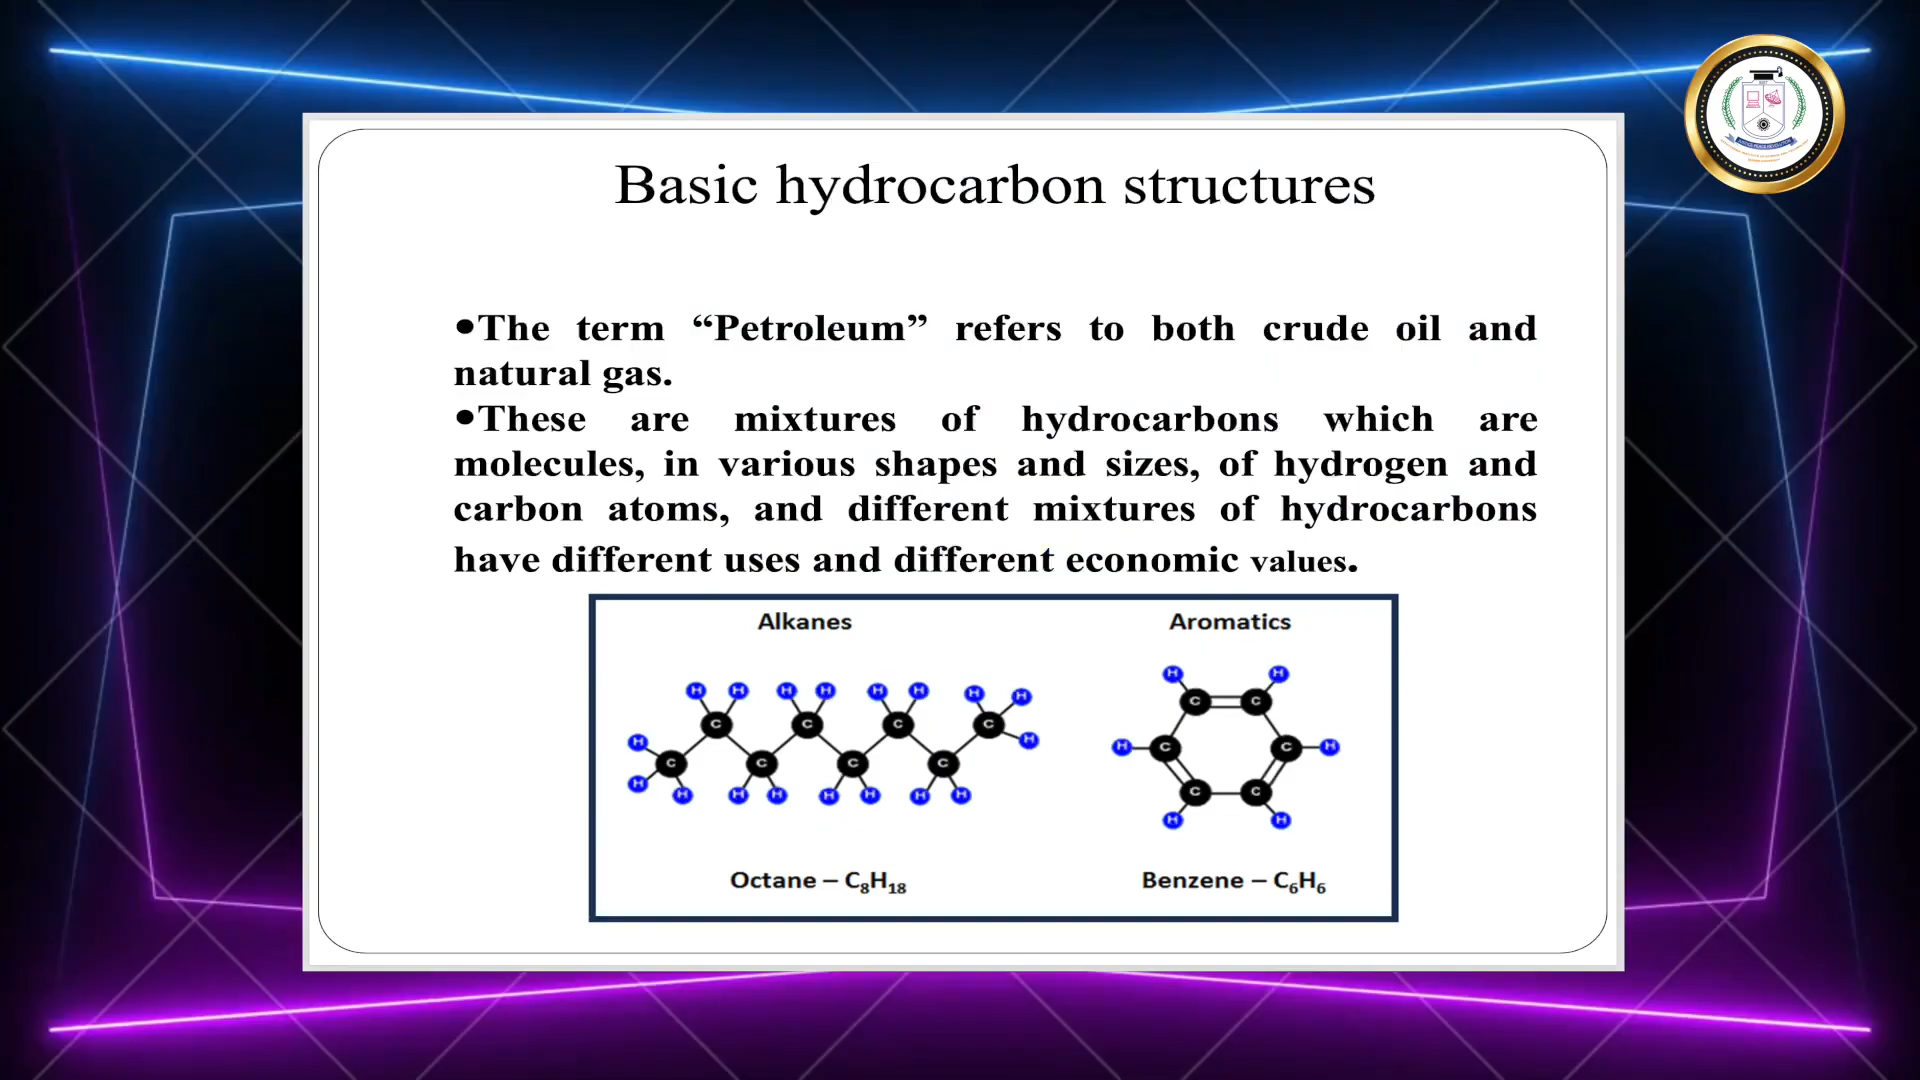 Basic hydrocarbon structures
•The term “Petroleum” refers to both crude oil and
natural gas.
•These are mixtures of hydrocarbons which are
molecules, in various shapes and sizes, of hydrogen and
carbon atoms, and different mixtures of hydrocarbons
have different uses and different economic values.
Alkanes
H H H H H H H H
C C C C
H H
C C C C
H H H H H H H H
Octane – C₈H₁₈
Aromatics
H H
C C
H C C H
C C
H H
Benzene – C₆H₆